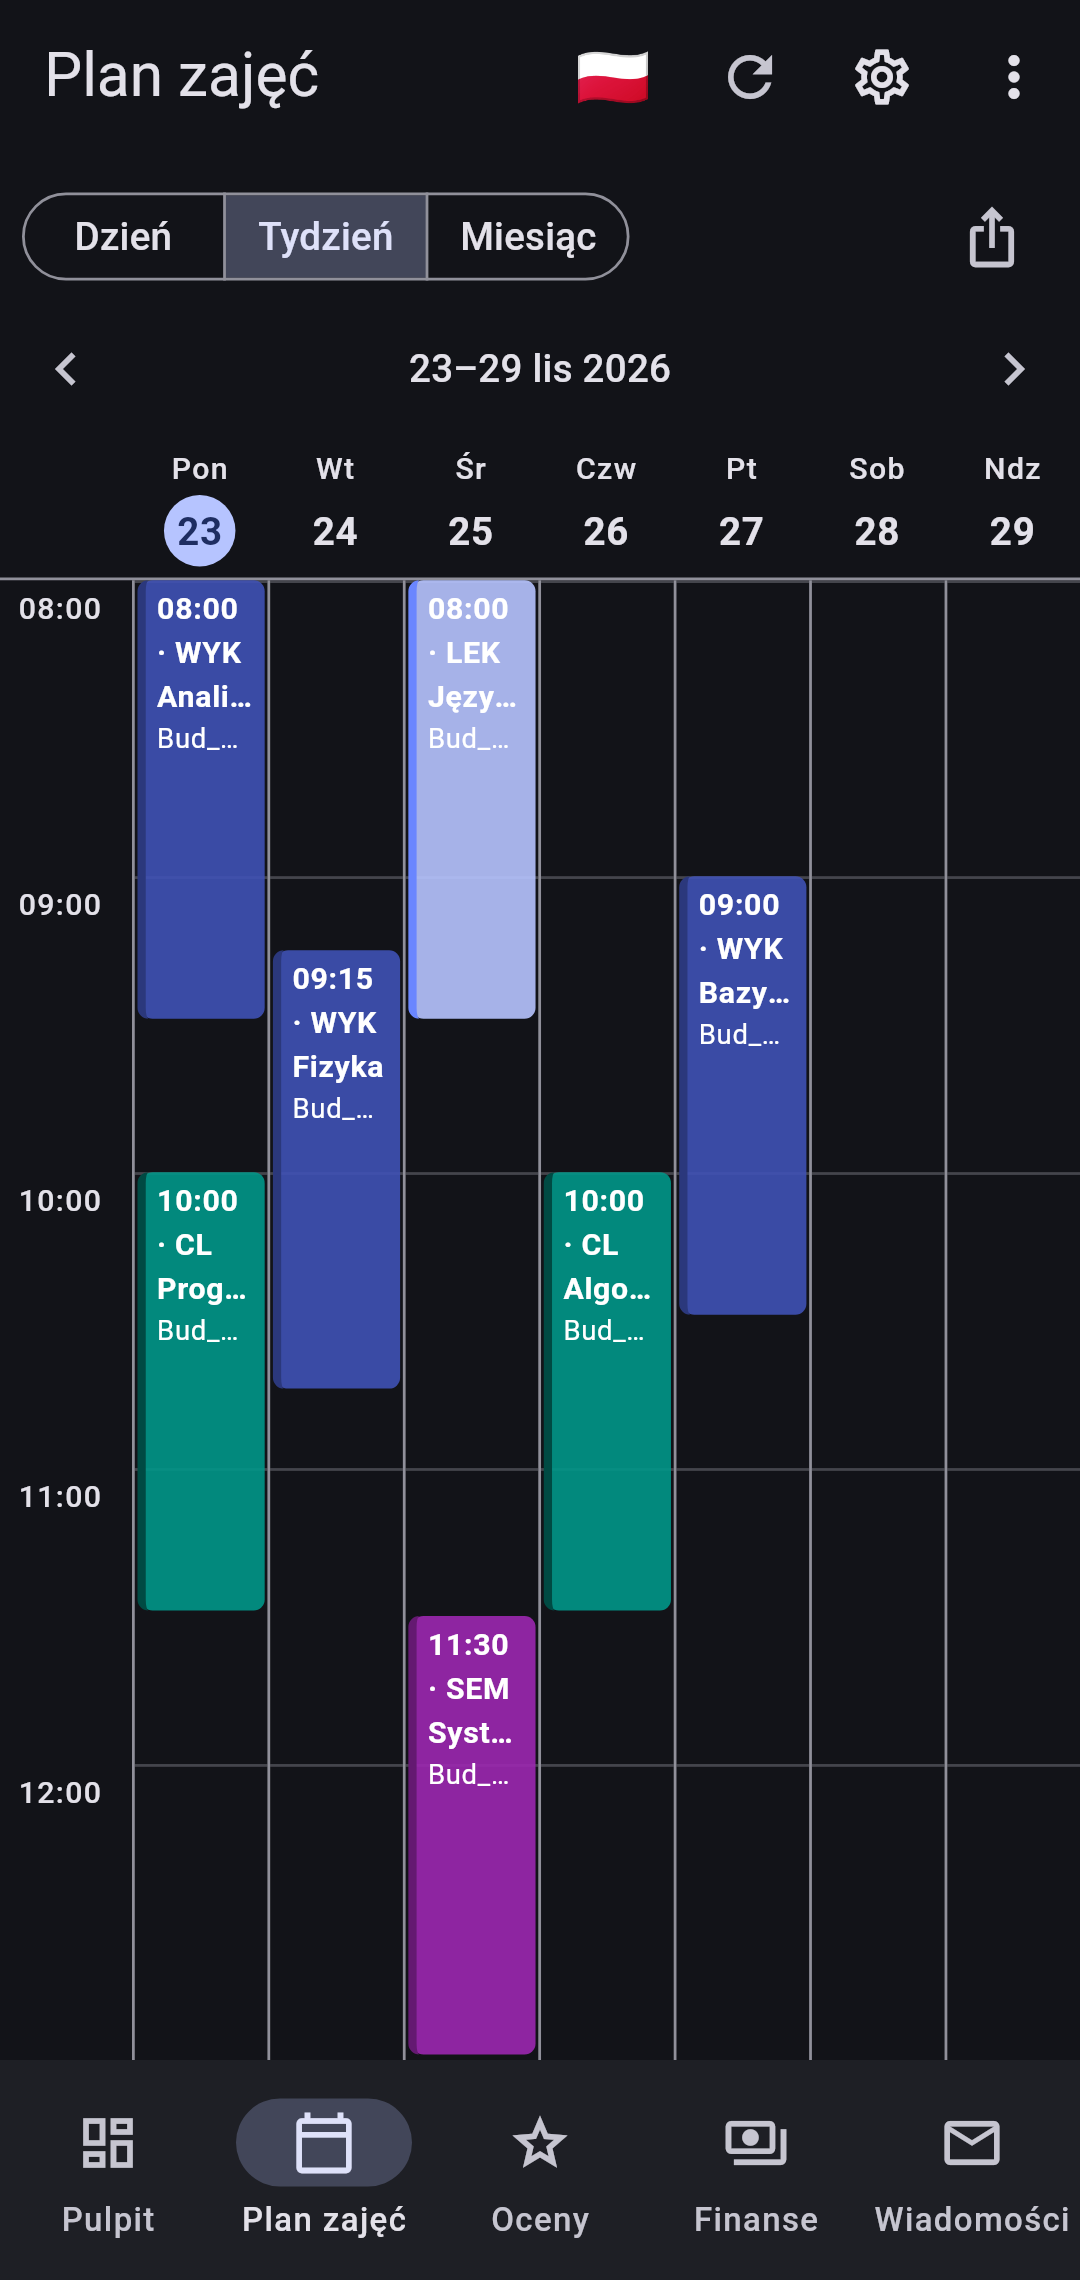 Plan zajęć
Dzień
Tydzień
Miesiąc
23–29 lis 2026
Pon
Wt
Śr
Czw
Pt
Sob
Ndz
23
24
25
26
27
28
29
08:00
09:00
10:00
11:00
12:00
08:00
· WYK
Anali...
Bud_...
10:00
· CL
Prog...
Bud_...
09:15
· WYK
Fizyka
Bud_...
08:00
· LEK
Języ...
Bud_...
11:30
· SEM
Syst...
Bud_...
10:00
· CL
Algo...
Bud_...
09:00
· WYK
Bazy...
Bud_...
Pulpit
Plan zajęć
Oceny
Finanse
Wiadomości